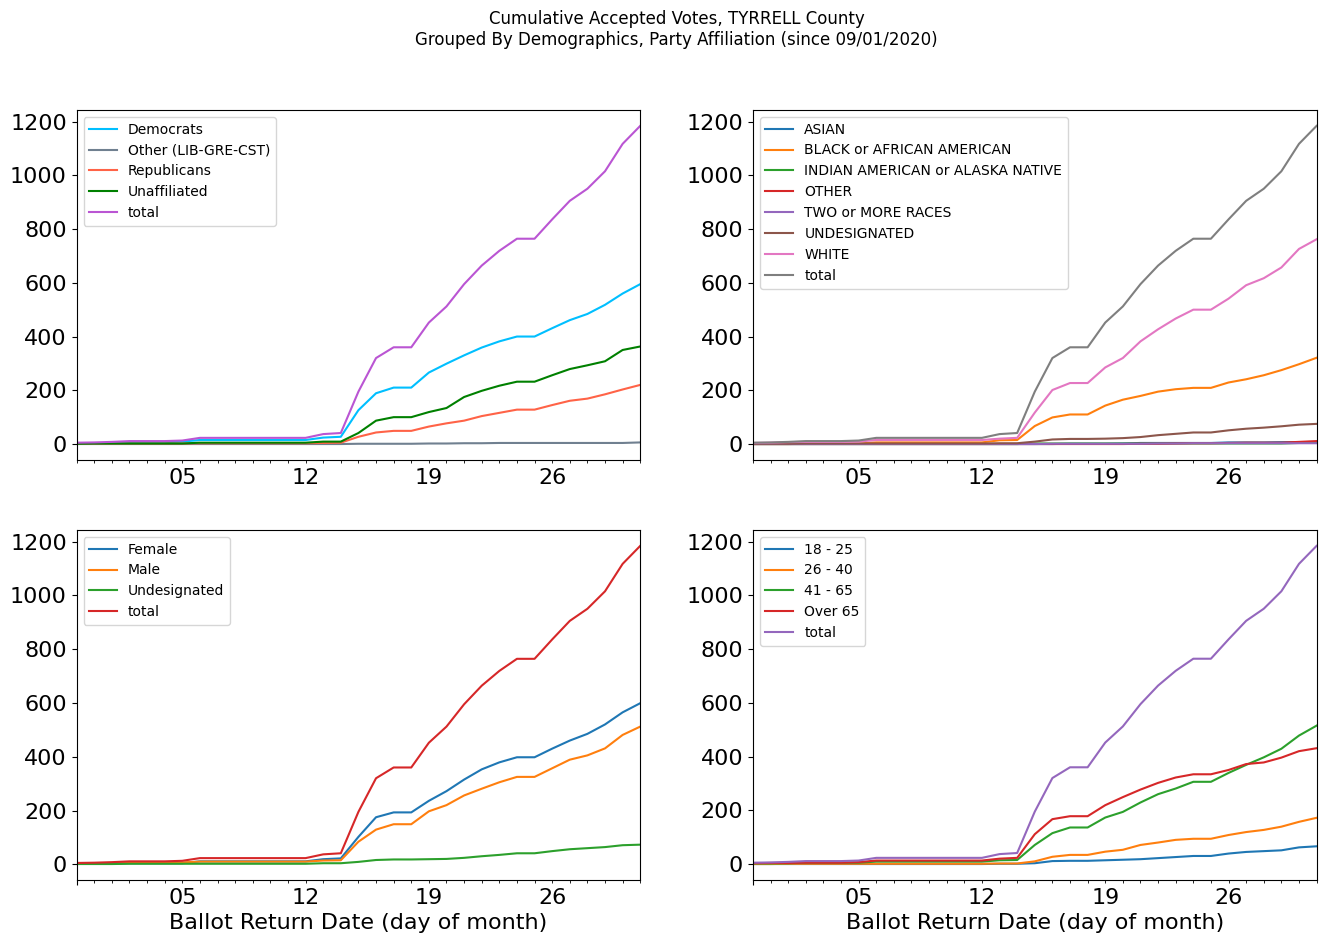 Cumulative Accepted Votes, TYRRELL County
Grouped By Demographics, Party Affiliation (since 09/01/2020)
1200
1000
800
600
400
200
0
Democrats
Other (LIB-GRE-CST)
Republicans
Unaffiliated
total
05 12 19 26
1200
1000
800
600
400
200
0
ASIAN
BLACK or AFRICAN AMERICAN
INDIAN AMERICAN or ALASKA NATIVE
OTHER
TWO or MORE RACES
UNDESIGNATED
WHITE
total
05 12 19 26
1200
1000
800
600
400
200
0
Female
Male
Undesignated
total
05 12 19 26
Ballot Return Date (day of month)
1200
1000
800
600
400
200
0
18 - 25
26 - 40
41 - 65
Over 65
total
05 12 19 26
Ballot Return Date (day of month)